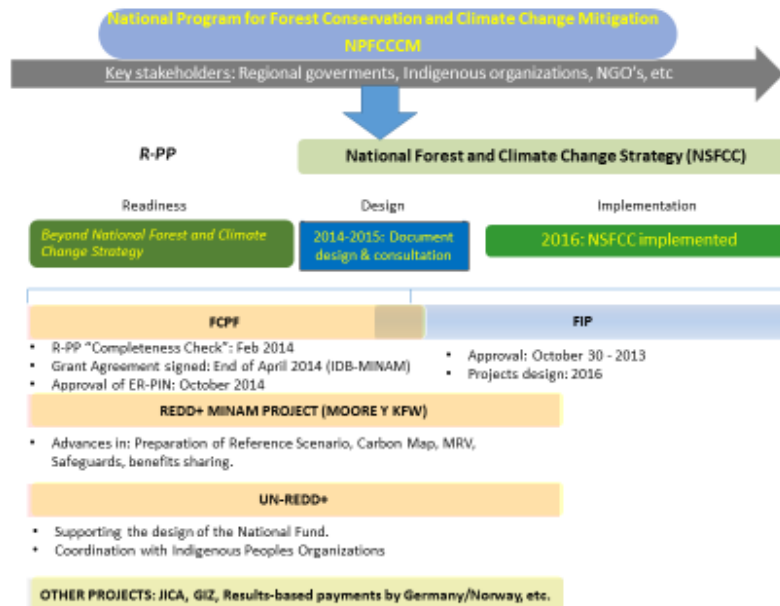 National Program for Forest Conservation and Climate Change Mitigation
NPFCCCM
Key stakeholders: Regional goverments, Indigenous organizations, NGO's, etc
R-PP
National Forest and Climate Change Strategy (NSFCC)
Readiness
Design
Implementation
Beyond National Forest and Climate
Change Strategy
2014-2015: Document
design & consultation
2016: NSFCC implemented
FCPF
FIP
• R-PP "Completeness Check": Feb 2014
• Grant Agreement signed: End of April 2014 (IDB-MINAM)
• Approval of ER-PIN: October 2014
• Approval: October 30 - 2013
• Projects design: 2016
REDD+ MINAM PROJECT (MOORE Y KFW)
• Advances in: Preparation of Reference Scenario, Carbon Map, MRV,
Safeguards, benefits sharing.
UN-REDD+
• Supporting the design of the National Fund.
• Coordination with Indigenous Peoples Organizations
OTHER PROJECTS: JICA, GIZ, Results-based payments by Germany/Norway, etc.